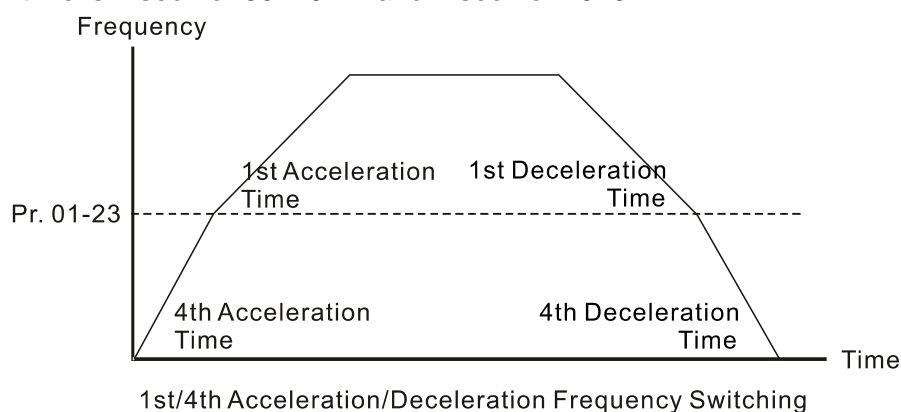 Frequency
1st Acceleration
Time
1st Deceleration
Time
Pr. 01-23
4th Acceleration
Time
4th Deceleration
Time
Time
1st/4th Acceleration/Deceleration Frequency Switching